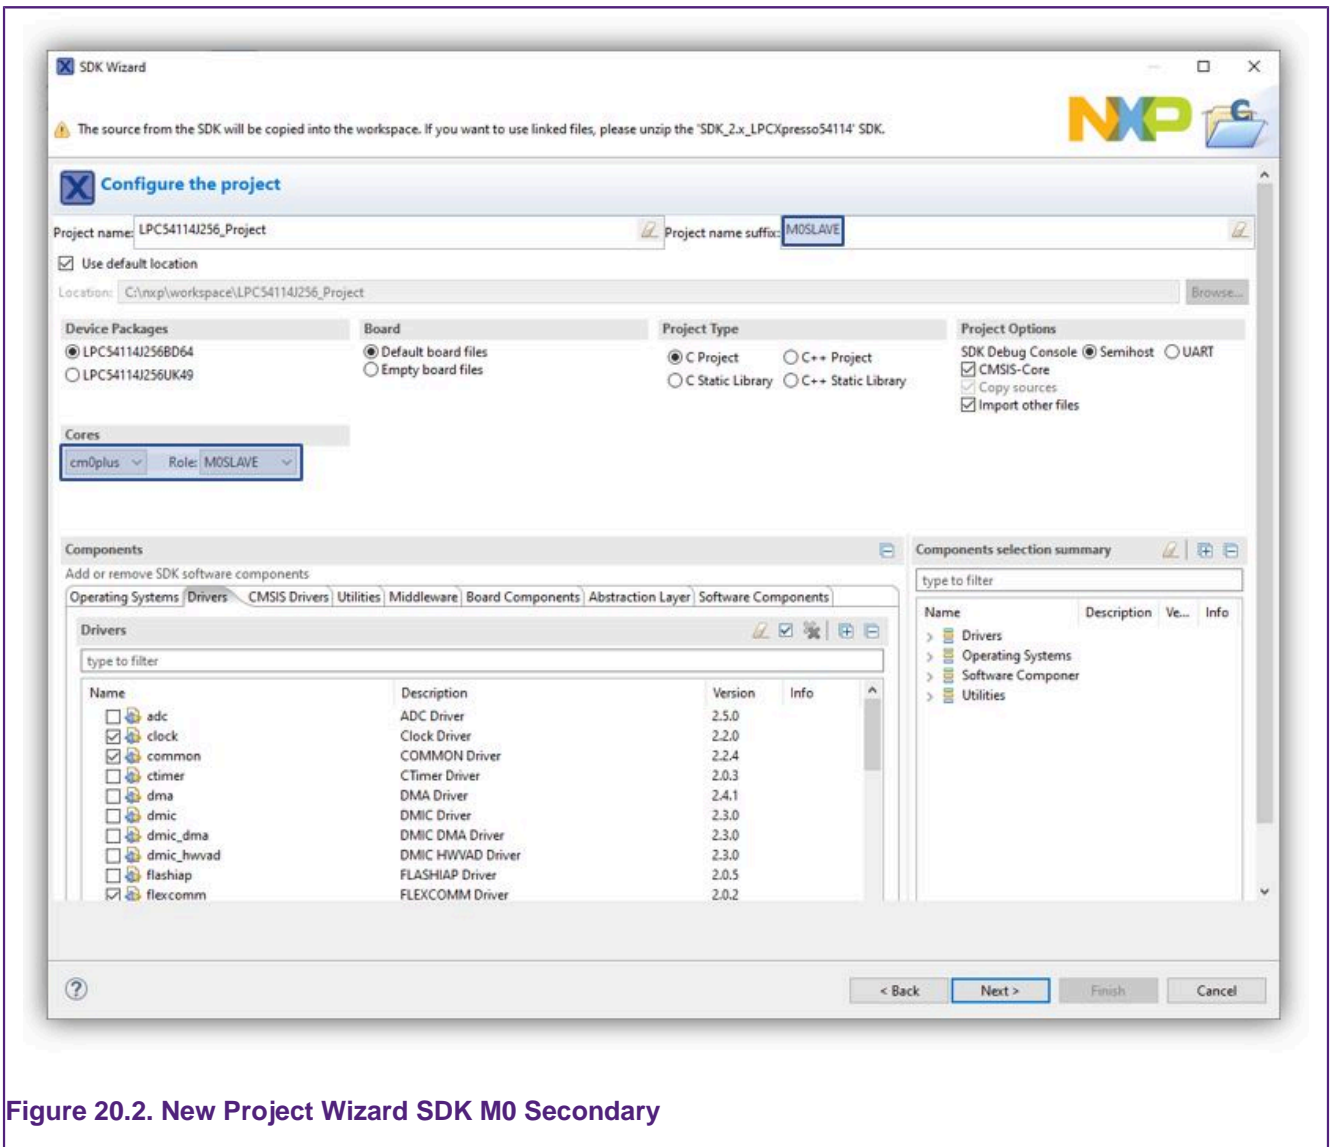 SDK Wizard
The source from the SDK will be copied into the workspace. If you want to use linked files, please unzip the 'SDK_2.x_LPCXpresso54114' SDK.
NXP
Configure the project
Project name: LPC54114J256_Project
Project name suffix: M0SLAVE
Use default location
Location: C:\nxp\workspace\LPC54114J256_Project
Browse...
Device Packages
LPC54114J256BD64
LPC54114J256UK49
Board
Default board files
Empty board files
Project Type
C Project
C++ Project
C Static Library
C++ Static Library
Project Options
SDK Debug Console Semihost UART
CMSIS-Core
Copy sources
Import other files
Cores
cm0plus Role: M0SLAVE
Components
Add or remove SDK software components
Operating Systems Drivers CMSIS Drivers Utilities Middleware Board Components Abstraction Layer Software Components
Drivers
type to filter
Name Description Version Info
adc ADC Driver 2.5.0
clock Clock Driver 2.2.0
common COMMON Driver 2.2.4
ctimer CTimer Driver 2.0.3
dma DMA Driver 2.4.1
dmic DMIC Driver 2.3.0
dmic_dma DMIC DMA Driver 2.3.0
dmic_hwvad DMIC HWVAD Driver 2.3.0
flashiap FLASHIAP Driver 2.0.5
flexcomm FLEXCOMM Driver 2.0.2
Components selection summary
type to filter
Name Description Ve... Info
Drivers
Operating Systems
Software Componer
Utilities
< Back Next > Finish Cancel
Figure 20.2. New Project Wizard SDK M0 Secondary